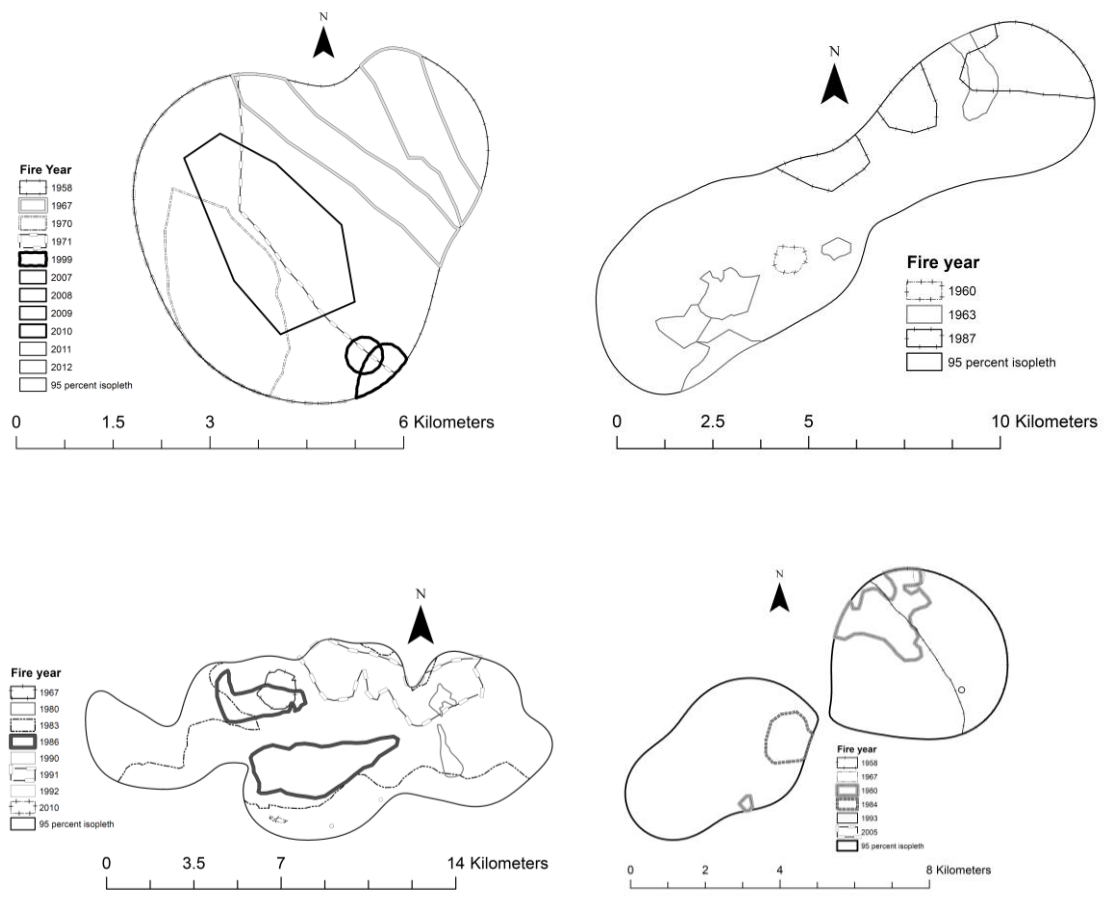 N
Fire Year
1958
1967
1970
1971
1999
2007
2008
2009
2010
2011
2012
95 percent isopleth
0 1.5 3 6 Kilometers
N
Fire year
1960
1963
1987
95 percent isopleth
0 2.5 5 10 Kilometers
N
Fire year
1967
1980
1983
1986
1990
1991
1992
2010
95 percent isopleth
0 3.5 7 14 Kilometers
N
Fire year
1958
1967
1980
1984
1993
2005
95 percent isopleth
0 2 4 8 Kilometers